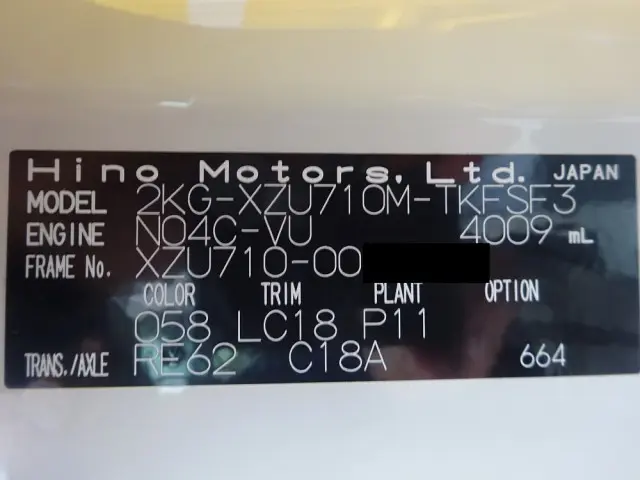 Hino Motors, Ltd. JAPAN
MODEL 2KG-XZU710M-TKFSF3
ENGINE N04C-VU 4009 mL
FRAME No. XZU710-00
COLOR TRIM PLANT OPTION
058 LC18 P11
TRANS./AXLE RE62 C18A 664